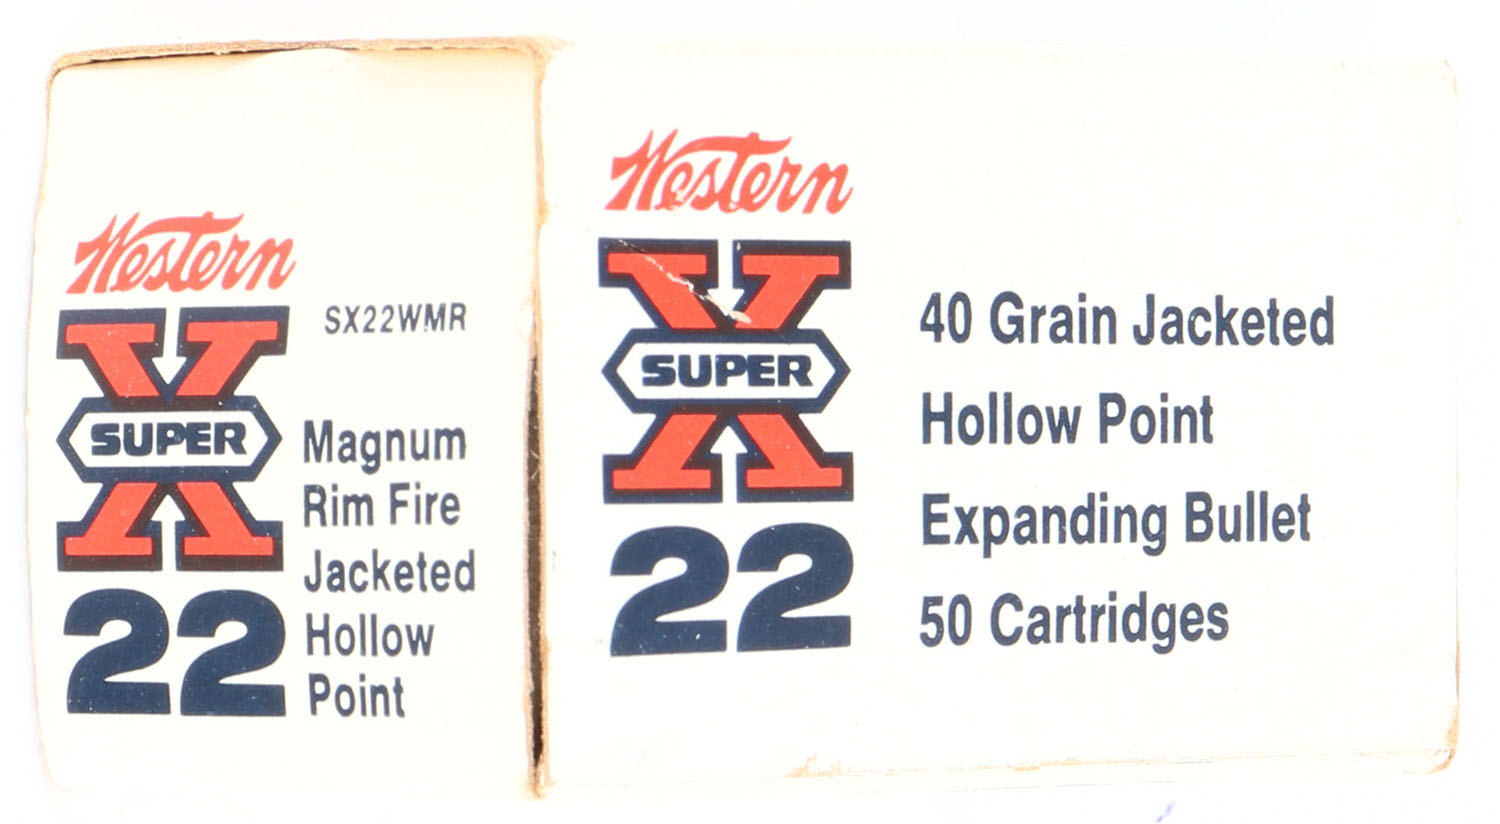 Western
X
SUPER
22
SX22WMR
Magnum
Rim Fire
Jacketed
Hollow
Point
Western
X
SUPER
22
40 Grain Jacketed
Hollow Point
Expanding Bullet
50 Cartridges